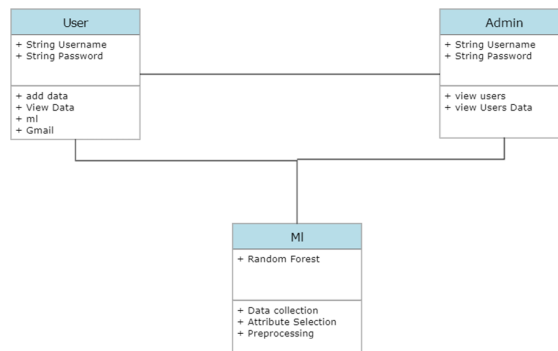 User
+ String Username
+ String Password
+ add data
+ View Data
+ ml
+ Gmail
Admin
+ String Username
+ String Password
+ view users
+ view Users Data
Ml
+ Random Forest
+ Data collection
+ Attribute Selection
+ Preprocessing